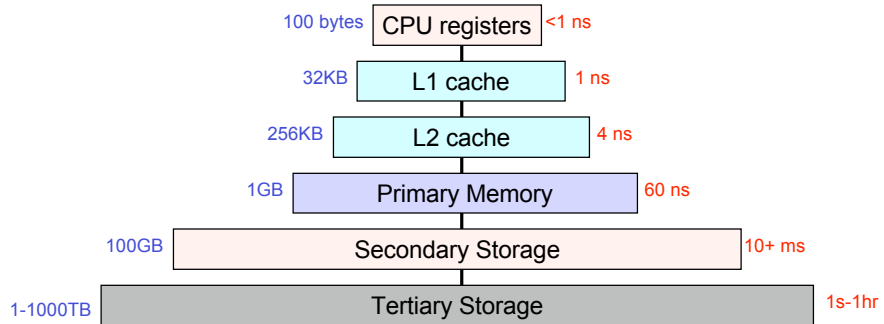 100 bytes CPU registers <1 ns
32KB L1 cache 1 ns
256KB L2 cache 4 ns
1GB Primary Memory 60 ns
100GB Secondary Storage 10+ ms
1-1000TB Tertiary Storage 1s-1hr